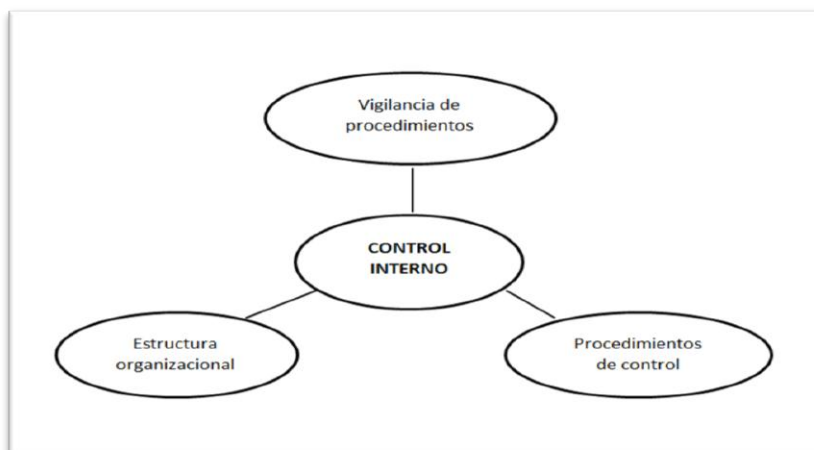 Vigilancia de
procedimientos
CONTROL
INTERNO
Estructura
organizacional
Procedimientos
de control